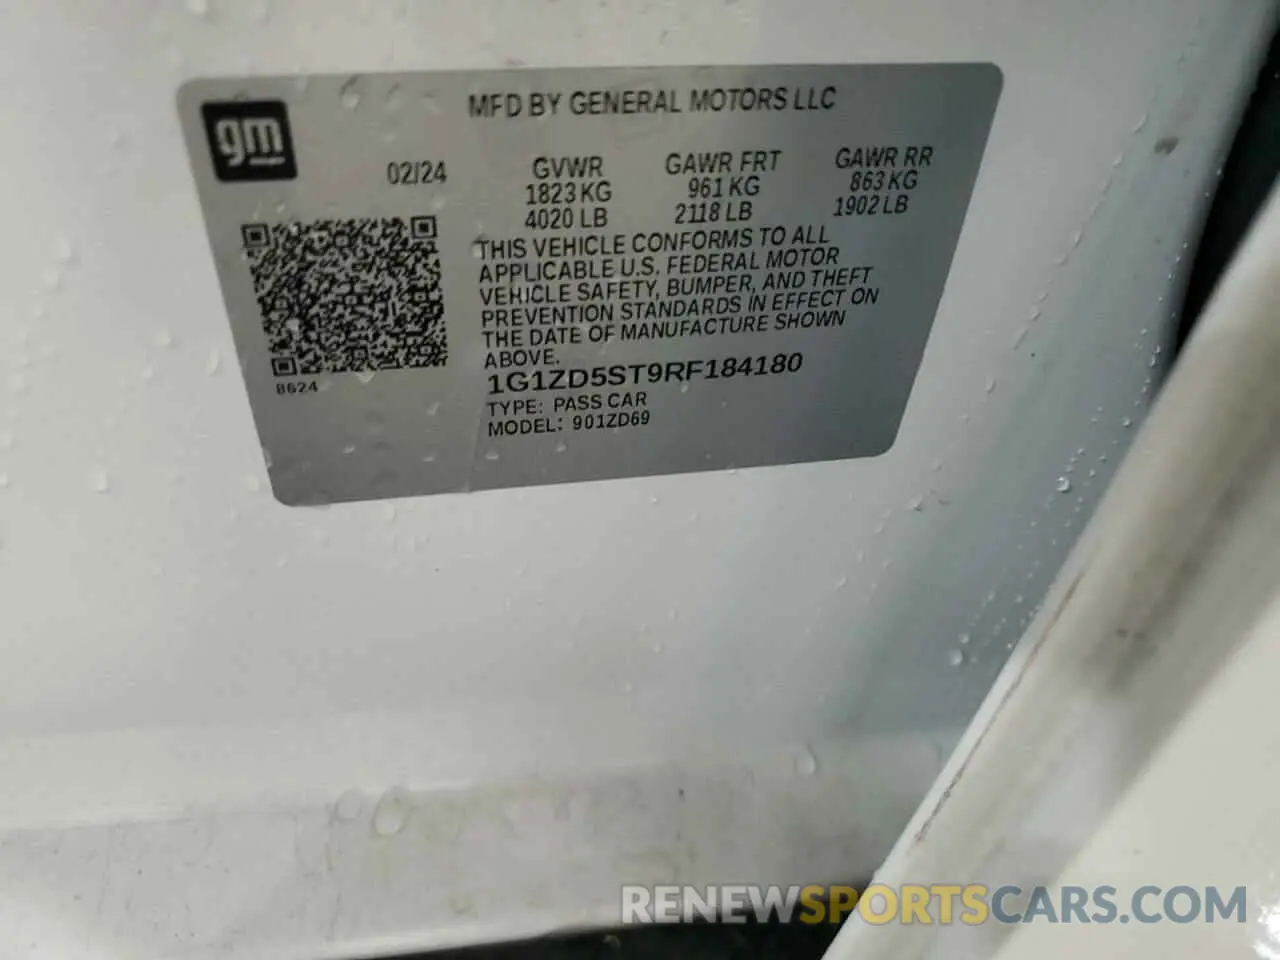 gm
MFD BY GENERAL MOTORS LLC
02/24
GVWR GAWR FRT GAWR RR
1823 KG 961 KG 863 KG
4020 LB 2118 LB 1902 LB
THIS VEHICLE CONFORMS TO ALL
APPLICABLE U.S. FEDERAL MOTOR
VEHICLE SAFETY, BUMPER, AND THEFT
PREVENTION STANDARDS IN EFFECT ON
THE DATE OF MANUFACTURE SHOWN
ABOVE.
8624
1G1ZD5ST9RF184180
TYPE: PASS CAR
MODEL: 901ZD69
RENEWSPORTSCARS.COM